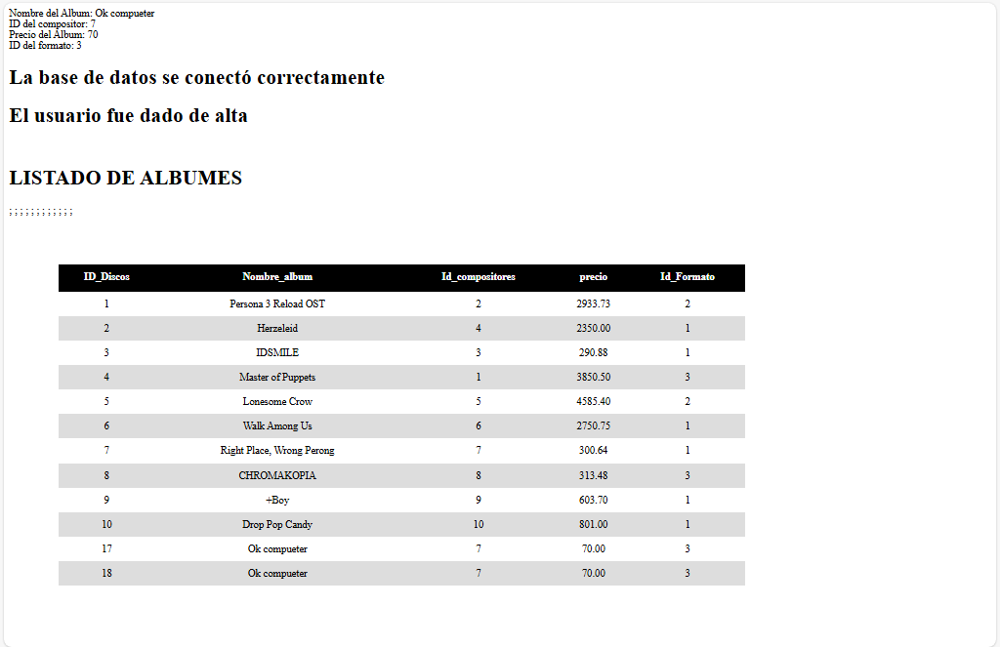 Nombre del Album: Ok compueter
ID del compositor: 7
Precio del Álbum: 70
ID del formato: 3
La base de datos se conectó correctamente
El usuario fue dado de alta
LISTADO DE ALBUMES
; ; ; ; ; ; ; ; ; ; ; ;
ID_Discos Nombre_album Id_compositores precio Id_Formato
1 Persona 3 Reload OST 2 2933.73 2
2 Herzeleid 4 2350.00 1
3 IDSMILE 3 290.88 1
4 Master of Puppets 1 3850.50 3
5 Lonesome Crow 5 4585.40 2
6 Walk Among Us 6 2750.75 1
7 Right Place, Wrong Perong 7 300.64 1
8 CHROMAKOPIA 8 313.48 3
9 +Boy 9 603.70 1
10 Drop Pop Candy 10 801.00 1
17 Ok compueter 7 70.00 3
18 Ok compueter 7 70.00 3